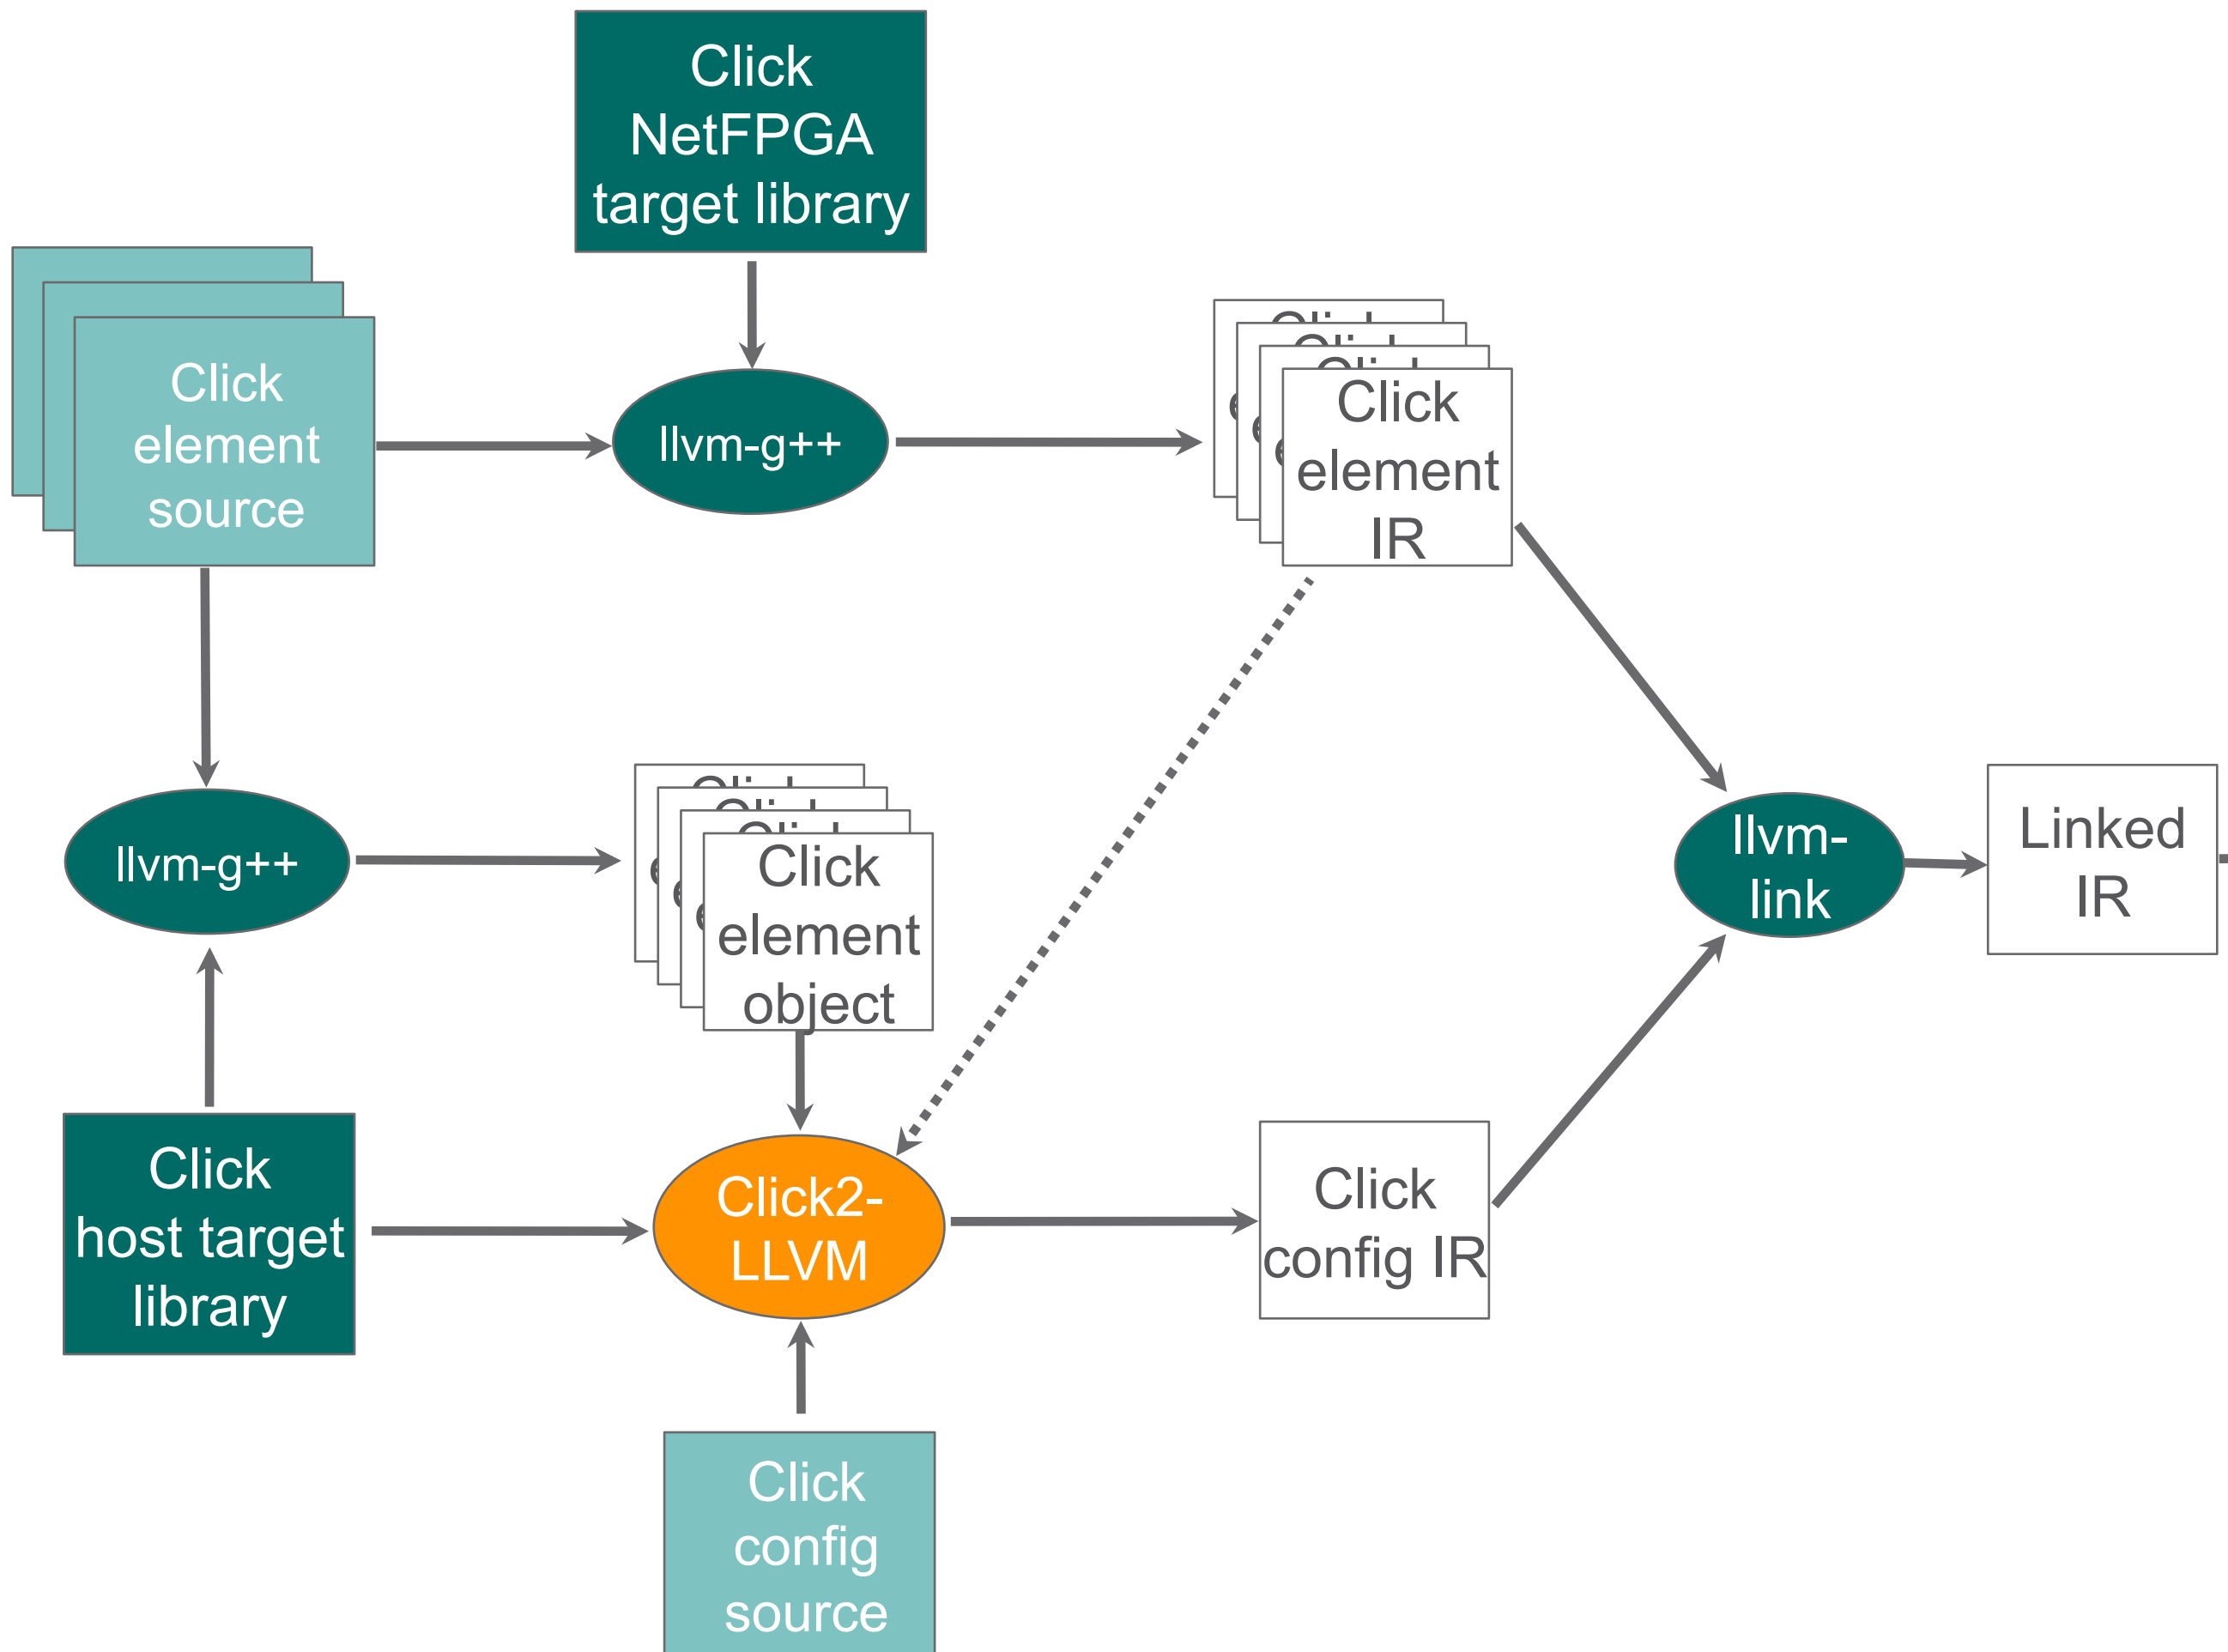 Click
NetFPGA
target library
Click
element
source
llvm-g++
Click
element
IR
llvm-g++
Click
element
object
llvm-
link
Linked
IR
Click
host target
library
Click2-
LLVM
Click
config IR
Click
config
source